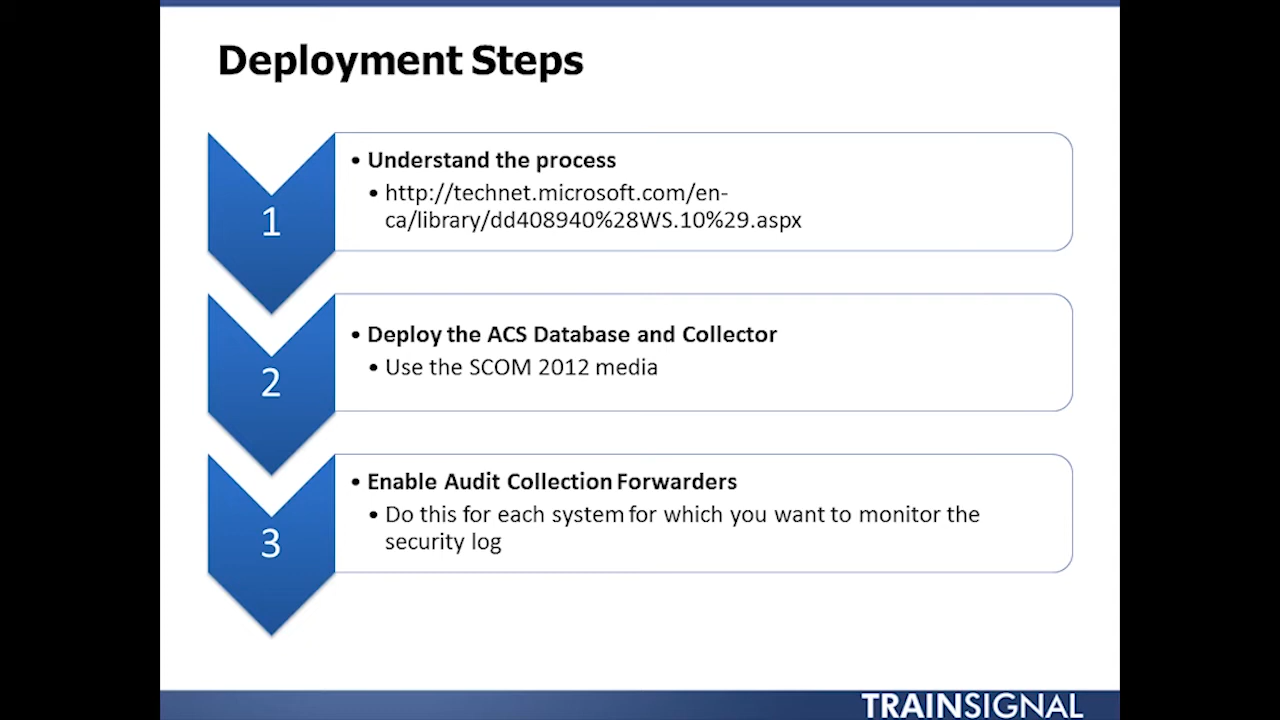 Deployment Steps
1
• Understand the process
• http://technet.microsoft.com/en-
ca/library/dd408940%28WS.10%29.aspx
2
• Deploy the ACS Database and Collector
• Use the SCOM 2012 media
3
• Enable Audit Collection Forwarders
• Do this for each system for which you want to monitor the
security log
TRAINSIGNAL